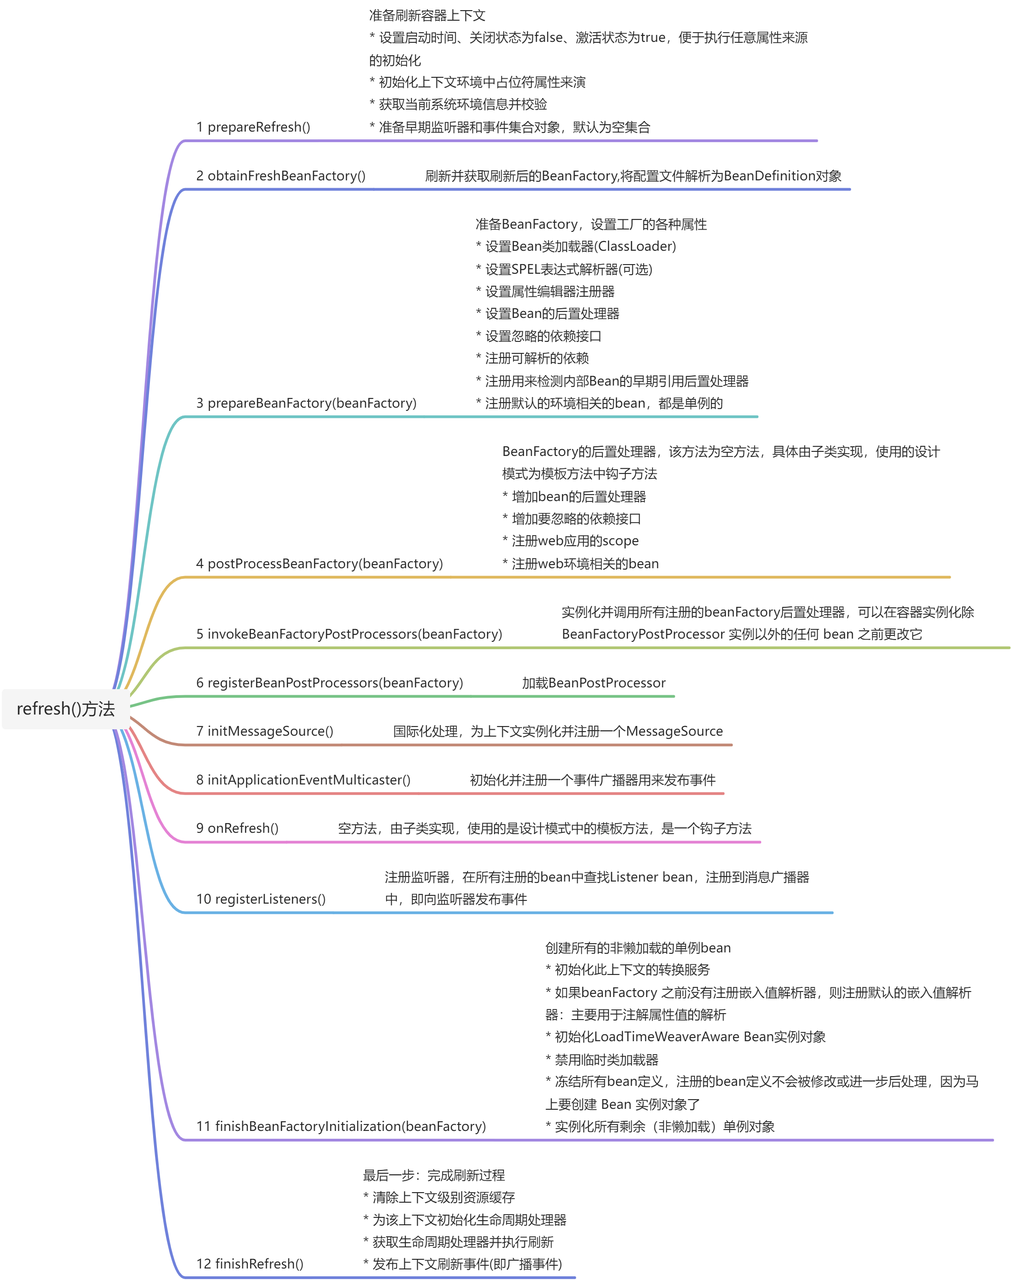 准备刷新容器上下文
* 设置启动时间、关闭状态为false、激活状态为true，便于执行任意属性来源
的初始化
* 初始化上下文环境中占位符属性来演
* 获取当前系统环境信息并校验
* 准备早期监听器和事件集合对象，默认为空集合
1 prepareRefresh()
2 obtainFreshBeanFactory()
刷新并获取刷新后的BeanFactory,将配置文件解析为BeanDefinition对象
准备BeanFactory，设置工厂的各种属性
* 设置Bean类加载器(ClassLoader)
* 设置SPEL表达式解析器(可选)
* 设置属性编辑器注册器
* 设置Bean的后置处理器
* 设置忽略的依赖接口
* 注册可解析的依赖
* 注册用来检测内部Bean的早期引用后置处理器
* 注册默认的环境相关的bean，都是单例的
3 prepareBeanFactory(beanFactory)
BeanFactory的后置处理器，该方法为空方法，具体由子类实现，使用的设计
模式为模板方法中钩子方法
* 增加bean的后置处理器
* 增加要忽略的依赖接口
* 注册web应用的scope
* 注册web环境相关的bean
4 postProcessBeanFactory(beanFactory)
实例化并调用所有注册的beanFactory后置处理器，可以在容器实例化除
BeanFactoryPostProcessor 实例以外的任何 bean 之前更改它
5 invokeBeanFactoryPostProcessors(beanFactory)
6 registerBeanPostProcessors(beanFactory)
加载BeanPostProcessor
refresh()方法
7 initMessageSource()
国际化处理，为上下文实例化并注册一个MessageSource
8 initApplicationEventMulticaster()
初始化并注册一个事件广播器用来发布事件
9 onRefresh()
空方法，由子类实现，使用的是设计模式中的模板方法，是一个钩子方法
注册监听器，在所有注册的bean中查找Listener bean，注册到消息广播器
中，即向监听器发布事件
10 registerListeners()
创建所有的非懒加载的单例bean
* 初始化此上下文的转换服务
* 如果beanFactory 之前没有注册嵌入值解析器，则注册默认的嵌入值解析
器：主要用于注解属性值的解析
* 初始化LoadTimeWeaverAware Bean实例对象
* 禁用临时类加载器
* 冻结所有bean定义，注册的bean定义不会被修改或进一步后处理，因为马
上要创建 Bean 实例对象了
* 实例化所有剩余（非懒加载）单例对象
11 finishBeanFactoryInitialization(beanFactory)
最后一步：完成刷新过程
* 清除上下文级别资源缓存
* 为该上下文初始化生命周期处理器
* 获取生命周期处理器并执行刷新
* 发布上下文刷新事件(即广播事件)
12 finishRefresh()